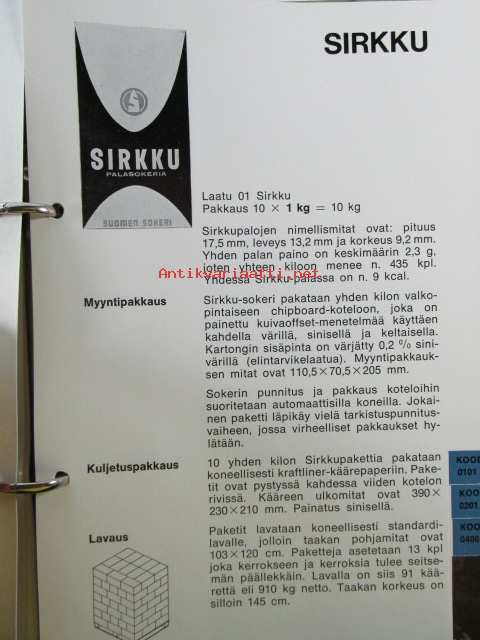 SIRKKU
SIRKKU
PALASOKERIA
SUOMEN SOKERI
Laatu 01 Sirkku
Pakkaus 10 × 1 kg = 10 kg
Sirkkupalojen nimellismitat ovat: pituus
17,5 mm, leveys 13,2 mm ja korkeus 9,2 mm.
Yhden palan paino on keskimäärin 2,3 g,
joten yhteen kiloon menee n. 435 kpl.
Yhdessä Sirkku-palassa on n. 9 kcal.
Antikvariaatti.net
Myyntipakkaus
Sirkku-sokeri pakataan yhden kilon valko-
pintaiseen chipboard-koteloon, joka on
painettu kuivaoffset-menetelmää käyttäen
kahdella värillä, sinisellä ja keltaisella.
Kartongin sisäpinta on värjätty 0,2 % sini-
värillä (elintarvikelaatua). Myyntipakkauk-
sen mitat ovat 110,5 × 70,5 × 205 mm.
Sokerin punnitus ja pakkaus koteloihin
suoritetaan automaattisilla koneilla. Jokai-
nen paketti läpikäy vielä tarkistuspunnitus-
vaiheen, jossa virheelliset pakkaukset hy-
lätään.
Kuljetuspakkaus
10 yhden kilon Sirkkupakettia pakataan
koneellisesti kraftliner-käärepaperiin. Pake-
tit ovat pystyssä kahdessa viiden kotelon
rivissä. Kääreen ulkomitat ovat 390 ×
230 × 210 mm. Painatus sinisellä.
Lavaus
Paketit lavataan koneellisesti standardi-
lavalle, jolloin taakan pohjamitat ovat
103 × 120 cm. Paketteja asetetaan 13 kpl
joka kerrokseen ja kerroksia tulee seitse-
män päällekkäin. Lavalla on siis 91 kää-
rettä eli 910 kg netto. Taakan korkeus on
silloin 145 cm.
KOOD
0101
KOO
0201
KOO
0400